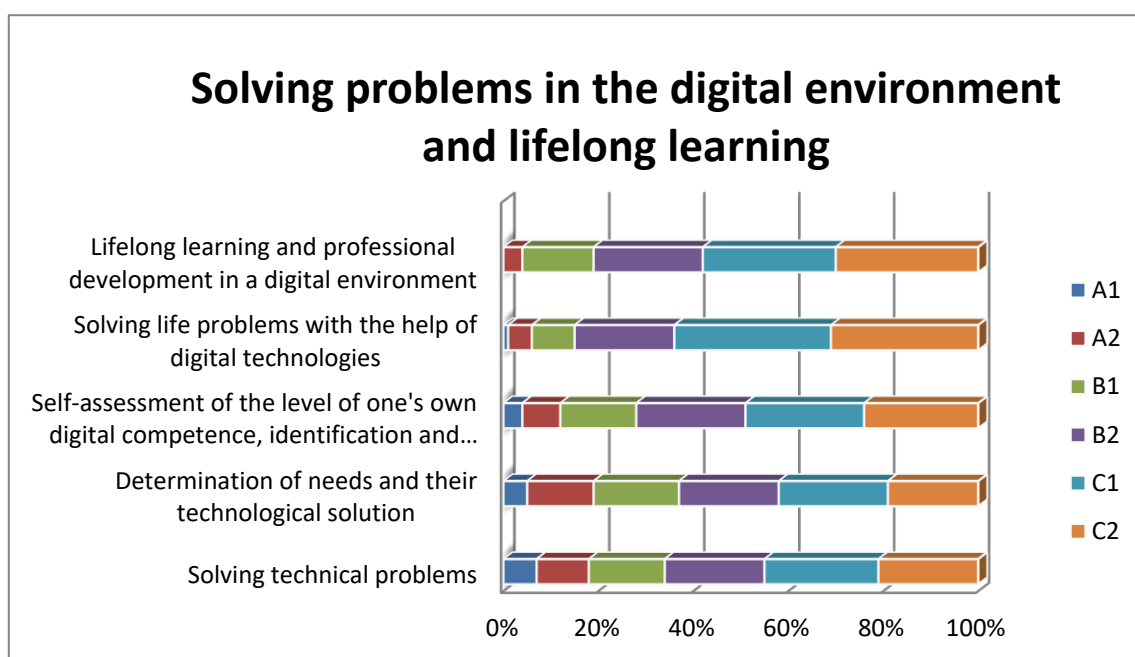 Solving problems in the digital environment
and lifelong learning
Lifelong learning and professional
development in a digital environment
Solving life problems with the help of
digital technologies
Self-assessment of the level of one's own
digital competence, identification and…
Determination of needs and their
technological solution
Solving technical problems
0% 20% 40% 60% 80% 100%
A1
A2
B1
B2
C1
C2